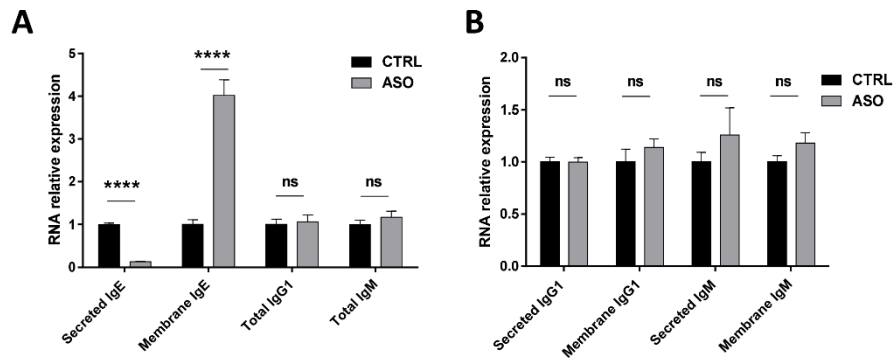 A
RNA relative expression
5
4
3
2
1
0
****
****
ns
ns
CTRL
ASO
Secreted IgE
Membrane IgE
Total IgG1
Total IgM
B
RNA relative expression
2.0
1.5
1.0
0.5
0.0
ns
ns
ns
ns
CTRL
ASO
Secreted IgG1
Membrane IgG1
Secreted IgM
Membrane IgM